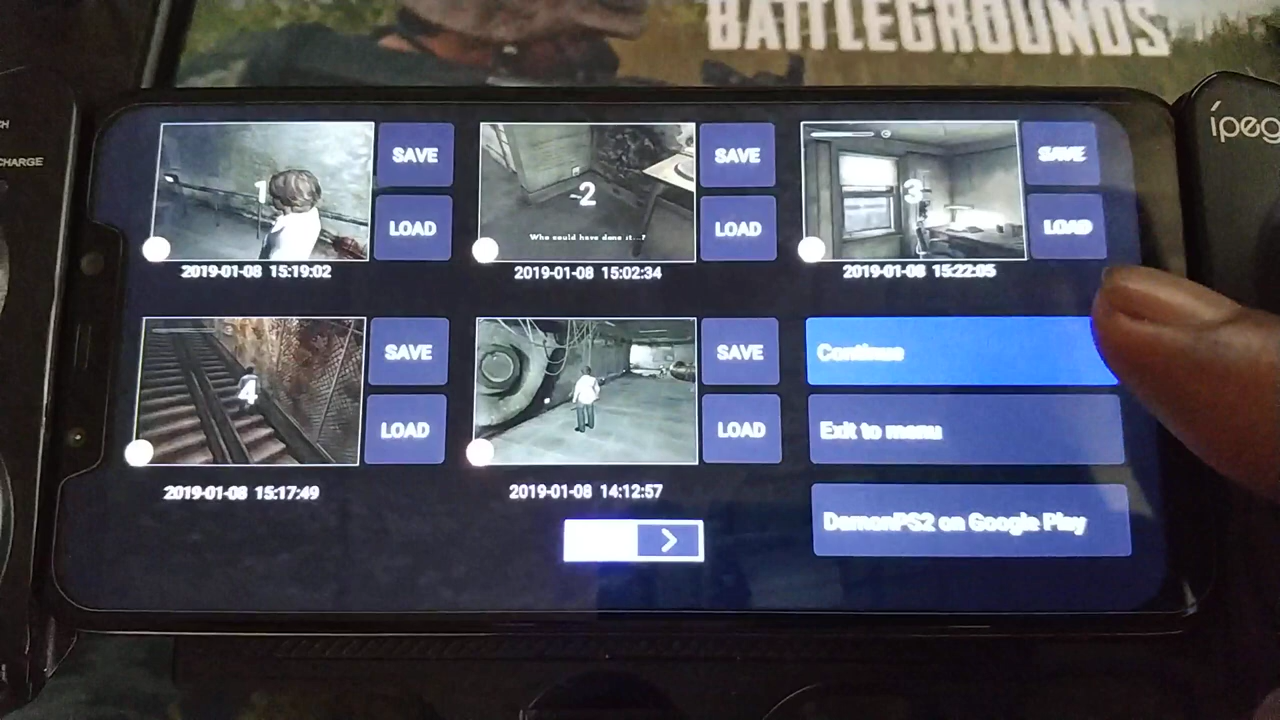 BATTLEGROUNDS
CH
CHARGE
ípeg
1
SAVE
LOAD
2019-01-08 15:19:02
2
Who could have done it...?
SAVE
LOAD
2019-01-08 15:02:34
3
SAVE
LOAD
2019-01-08 15:22:05
4
SAVE
LOAD
2019-01-08 15:17:49
SAVE
LOAD
2019-01-08 14:12:57
>
Continue
Exit to menu
DamonPS2 on Google Play